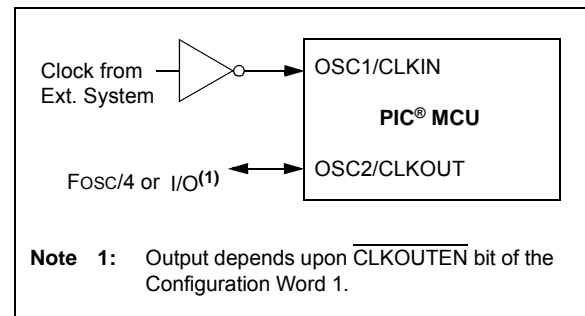 Clock from
Ext. System
OSC1/CLKIN
PIC® MCU
FOSC/4 or I/O(1)
OSC2/CLKOUT
Note 1: Output depends upon CLKOUTEN bit of the
Configuration Word 1.